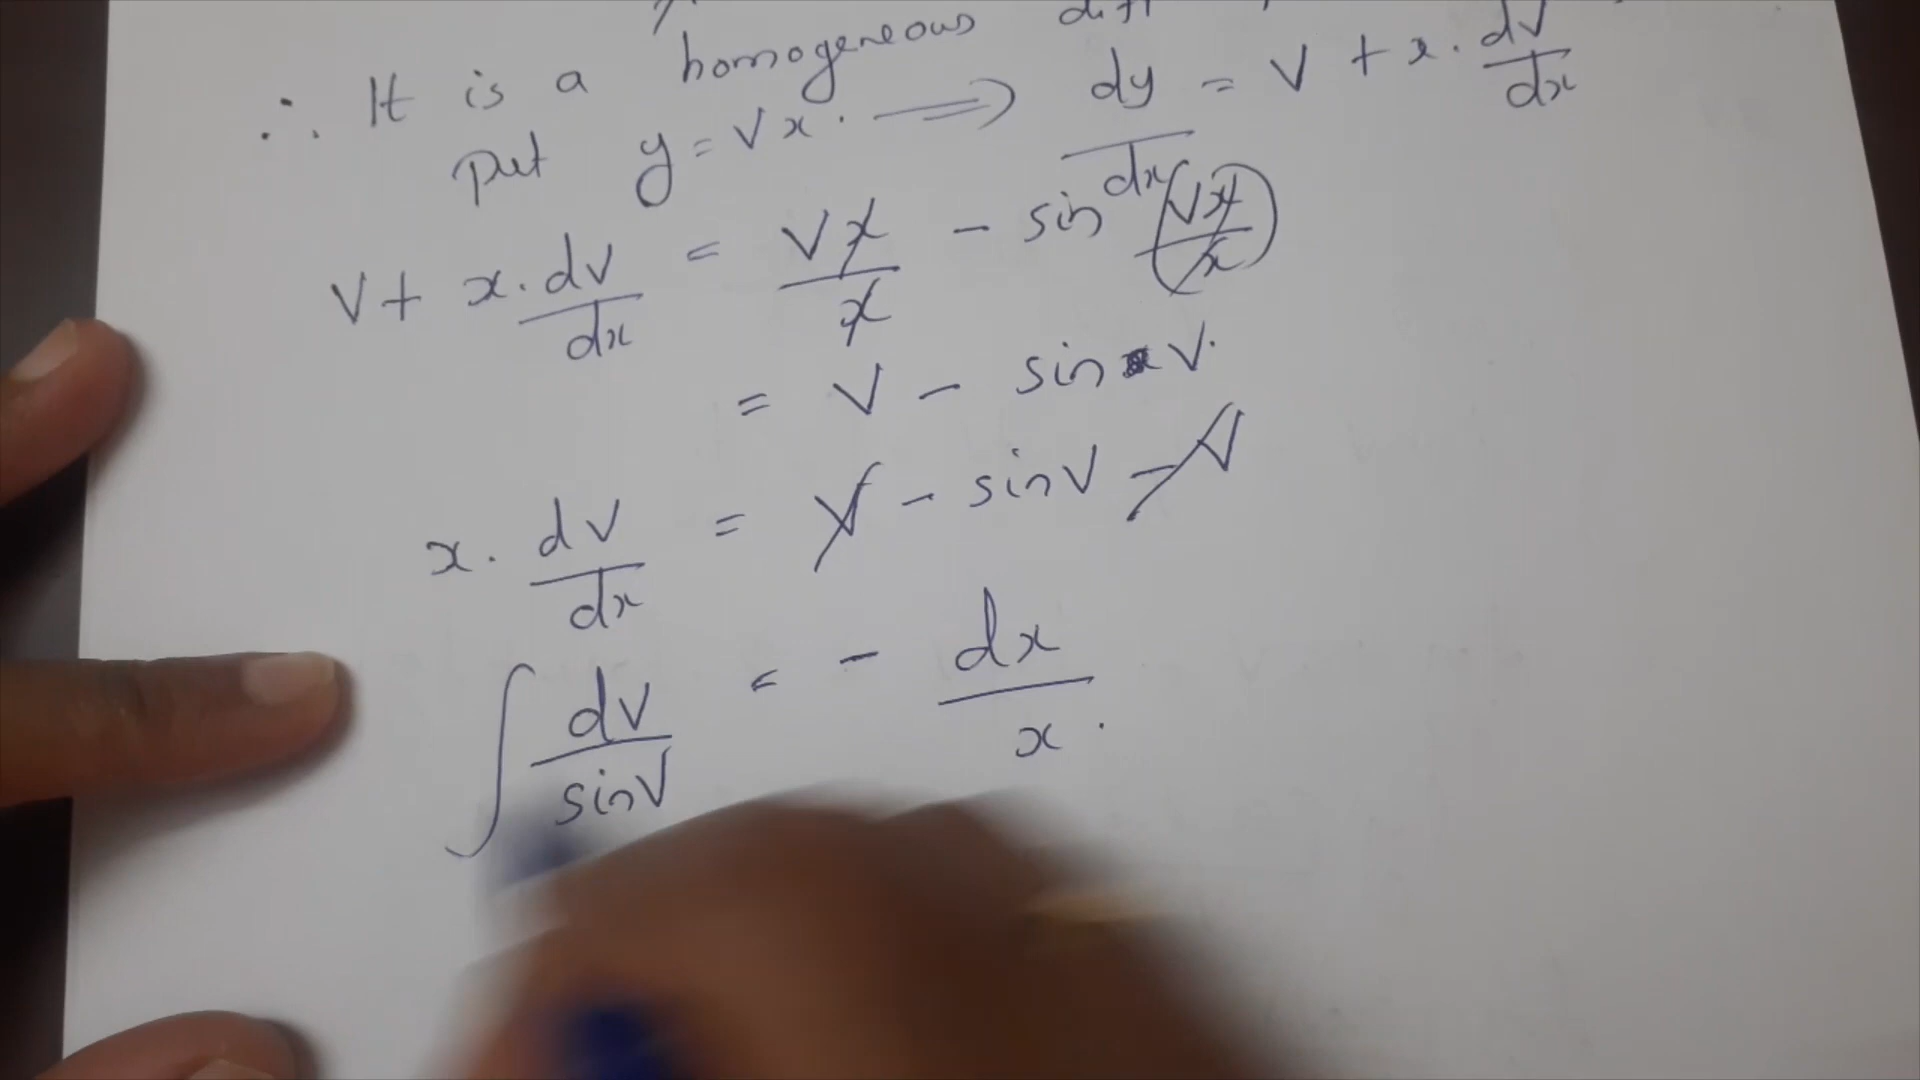 ∴ It is a homogeneous
put y = vx. ⟹ dy/dx = v + x. dv/dx
v + x. dv/dx = vx/x - sin (vx/x)
= v - sin v.
x. dv/dx = v - sin v - v
∫ dv/sin v = - dx/x.